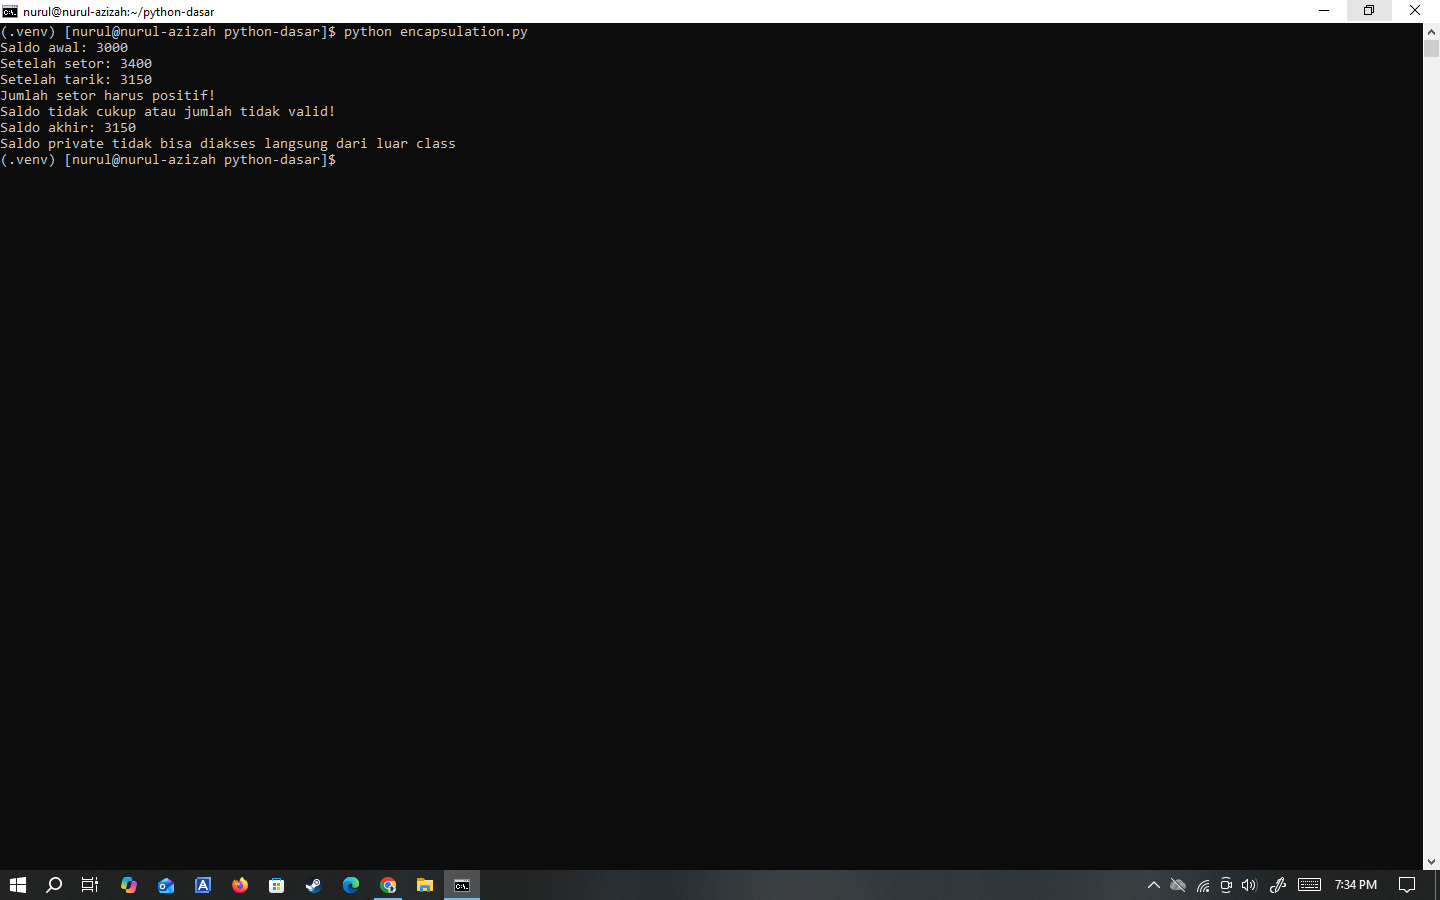 nurul@nurul-azizah:~/python-dasar
(.venv) [nurul@nurul-azizah python-dasar]$ python encapsulation.py
Saldo awal: 3000
Setelah setor: 3400
Setelah tarik: 3150
Jumlah setor harus positif!
Saldo tidak cukup atau jumlah tidak valid!
Saldo akhir: 3150
Saldo private tidak bisa diakses langsung dari luar class
(.venv) [nurul@nurul-azizah python-dasar]$
7:34 PM